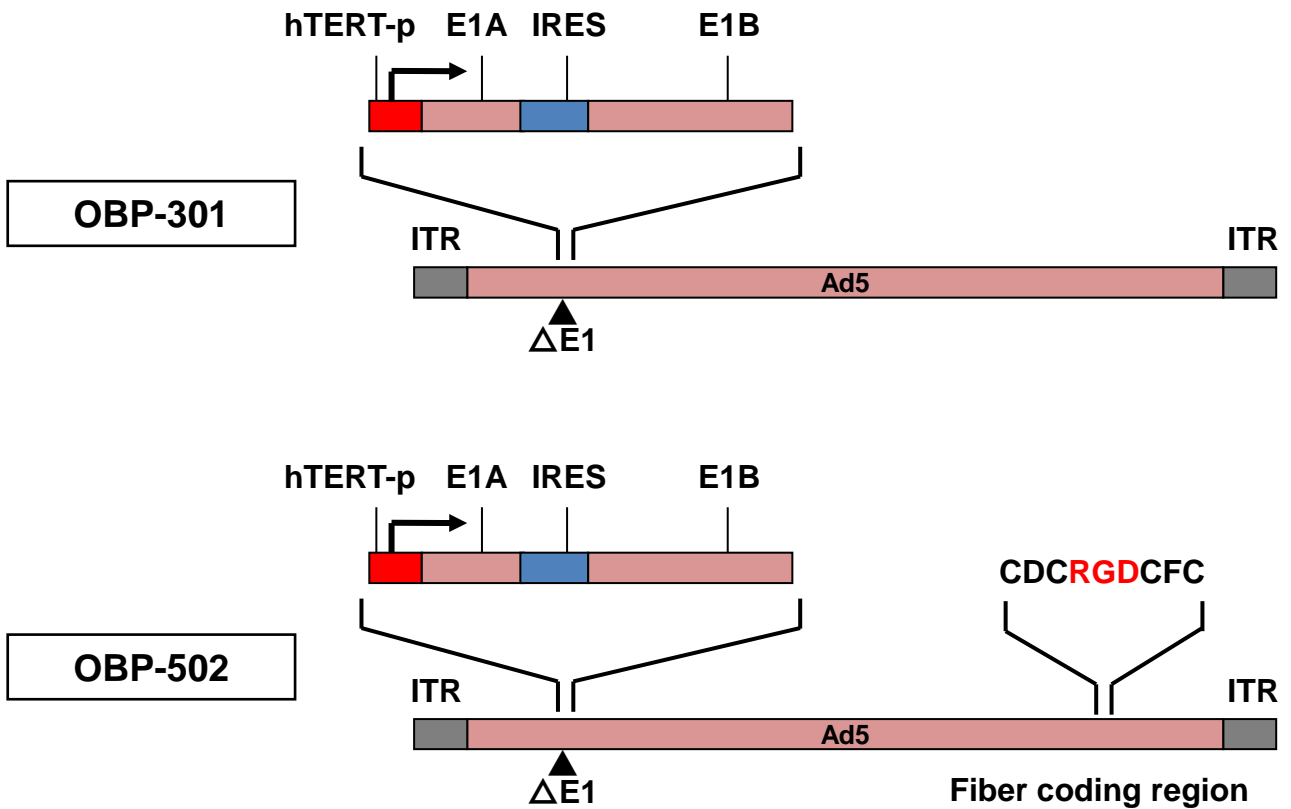 hTERT-p E1A IRES E1B
OBP-301
ITR ITR
Ad5
△E1
hTERT-p E1A IRES E1B
CDCRGDCFC
OBP-502
ITR ITR
Ad5
△E1
Fiber coding region